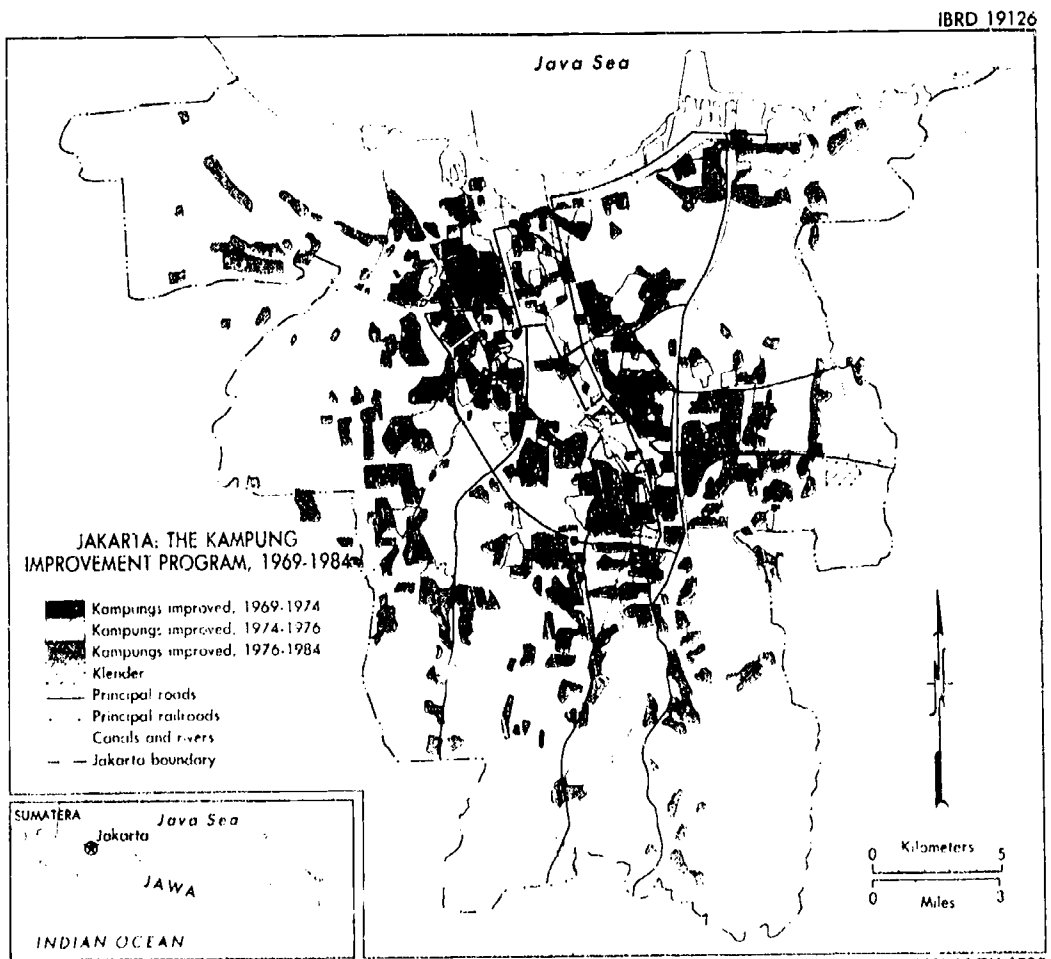 IBRD 19126
Java Sea
JAKARTA: THE KAMPUNG
IMPROVEMENT PROGRAM, 1969-1984
Kampungs improved, 1969-1974
Kampungs improved, 1974-1976
Kampungs improved, 1976-1984
Klender
Principal roads
Principal railroads
Canals and rivers
Jakarta boundary
SUMATERA
Java Sea
Jakarta
JAWA
INDIAN OCEAN
0 Kilometers 5
0 Miles 3